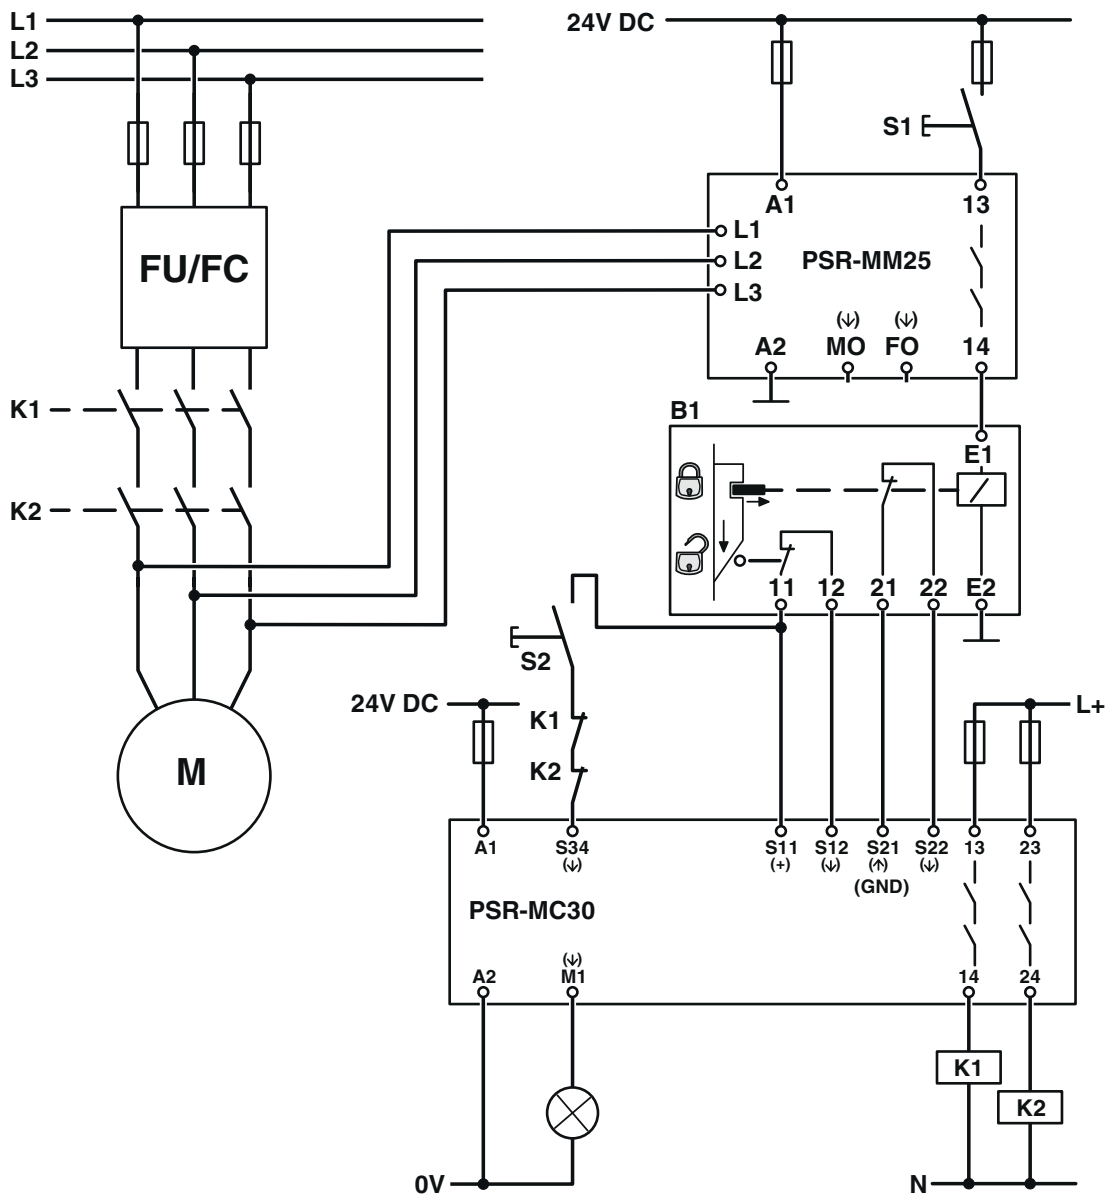 L1
L2
L3
24V DC
S1
A1
13
L1
L2
L3
PSR-MM25
FU/FC
(↓)
(↓)
A2
MO
FO
14
K1
B1
E1
K2
11
12
21
22
E2
S2
24V DC
L+
K1
K2
M
A1
S34
(↓)
S11
(+)
S12
(↓)
S21
(↑)
(GND)
S22
(↓)
13
23
PSR-MC30
A2
(↓)
M1
14
24
K1
K2
0V
N